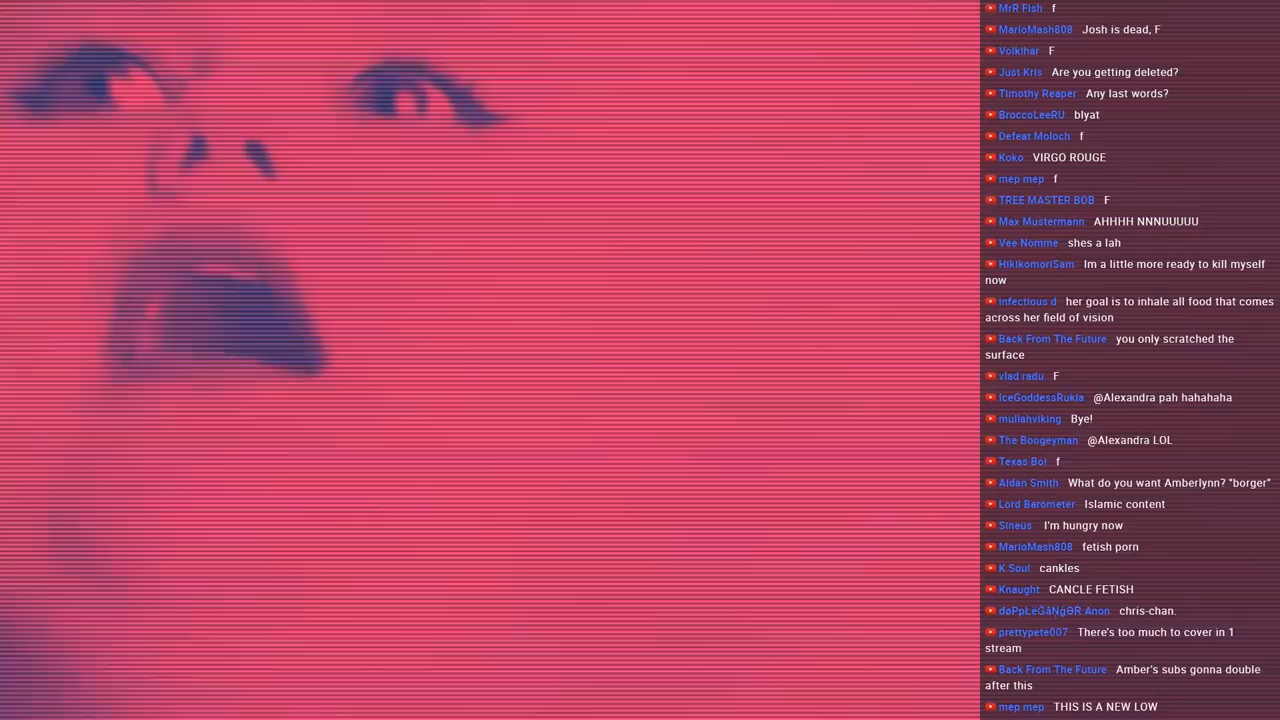 MrR Fish f
MarioMash808 Josh is dead, F
Volkihar F
Just Kris Are you getting deleted?
Timothy Reaper Any last words?
BroccoLeeRU blyat
Defeat Moloch f
Koko VIRGO ROUGE
mep mep f
TREE MASTER BOB F
Max Mustermann AHHHH NNNUUUUU
Vee Nomme shes a lah
HikikomoriSam Im a little more ready to kill myself
now
infectious d her goal is to inhale all food that comes
across her field of vision
Back From The Future you only scratched the
surface
vlad radu F
IceGoddessRukia @Alexandra pah hahahaha
mullahviking Bye!
The Boogeyman @Alexandra LOL
Texas Boi f
Aidan Smith What do you want Amberlynn? "borger"
Lord Barometer Islamic content
Sineus I'm hungry now
MarioMash808 fetish porn
K Soul cankles
Knaught CANCLE FETISH
Anon chris-chan.
prettypete007 There's too much to cover in 1
stream
Back From The Future Amber's subs gonna double
after this
mep mep THIS IS A NEW LOW